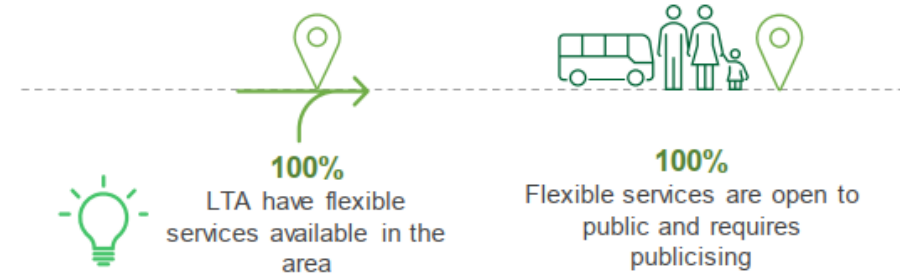 100%
LTA have flexible
services available in the
area
100%
Flexible services are open to
public and requires
publicising